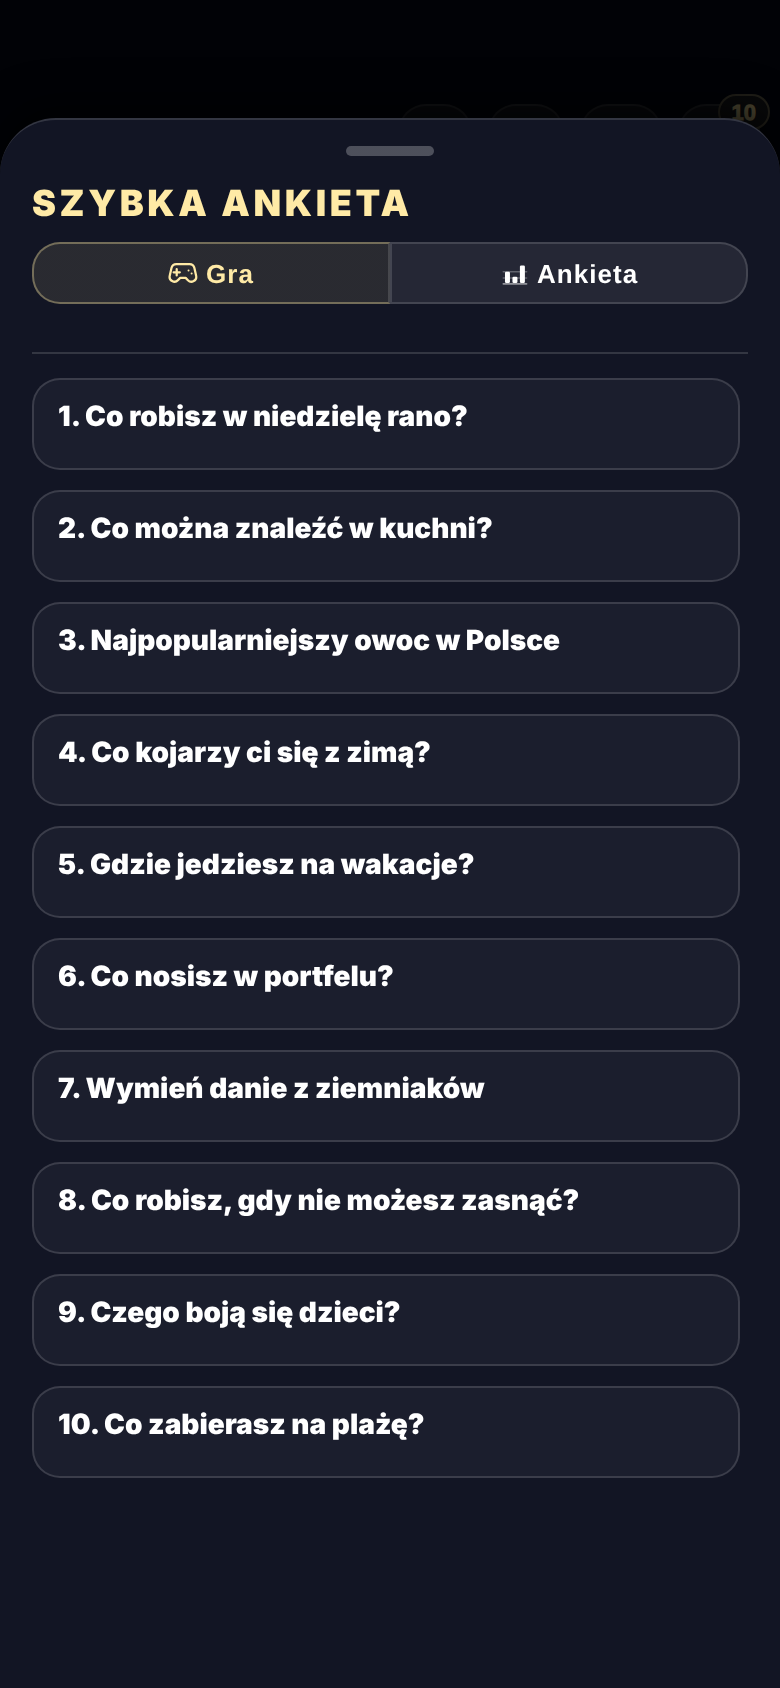 10
SZYBKA ANKIETA
Gra
Ankieta
1. Co robisz w niedzielę rano?
2. Co można znaleźć w kuchni?
3. Najpopularniejszy owoc w Polsce
4. Co kojarzy ci się z zimą?
5. Gdzie jedziesz na wakacje?
6. Co nosisz w portfelu?
7. Wymień danie z ziemniaków
8. Co robisz, gdy nie możesz zasnąć?
9. Czego boją się dzieci?
10. Co zabierasz na plażę?